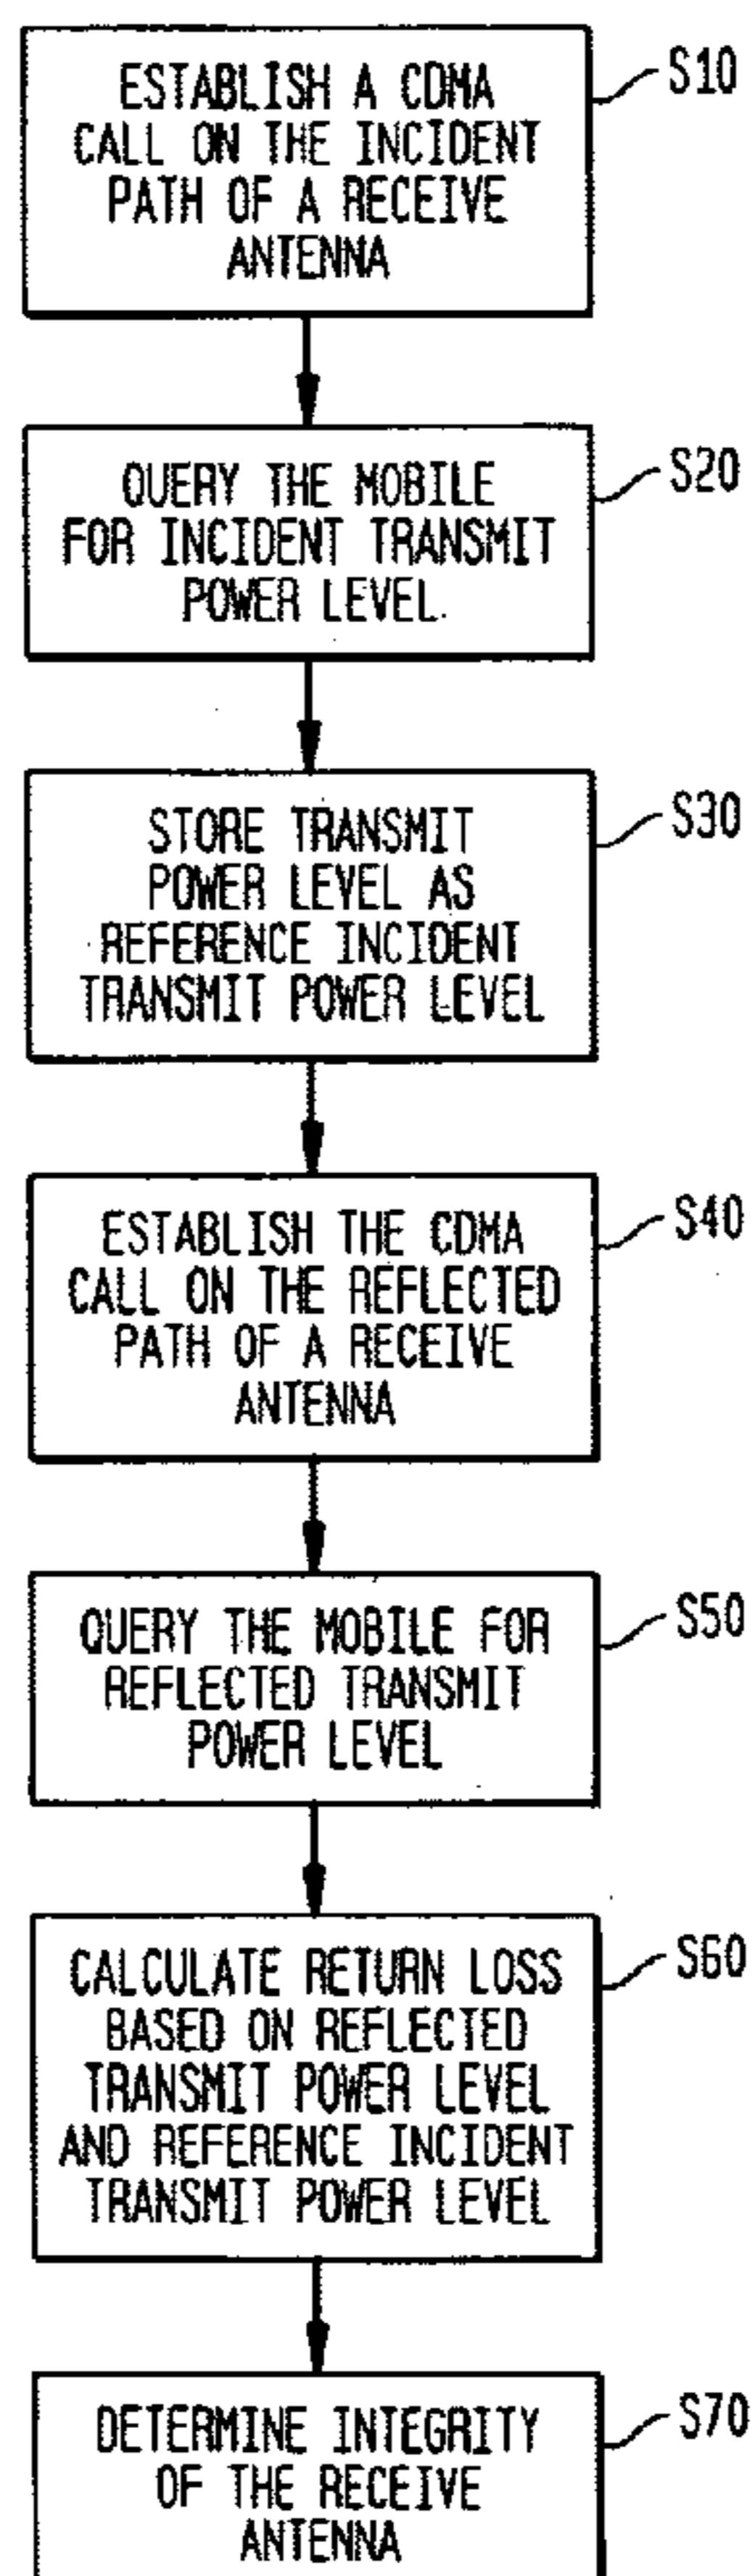 ESTABLISH A CDMA
CALL ON THE INCIDENT
PATH OF A RECEIVE
ANTENNA
S10
QUERY THE MOBILE
FOR INCIDENT TRANSMIT
POWER LEVEL
S20
STORE TRANSMIT
POWER LEVEL AS
REFERENCE INCIDENT
TRANSMIT POWER LEVEL
S30
ESTABLISH THE CDMA
CALL ON THE REFLECTED
PATH OF A RECEIVE
ANTENNA
S40
QUERY THE MOBILE FOR
REFLECTED TRANSMIT
POWER LEVEL
S50
CALCULATE RETURN LOSS
BASED ON REFLECTED
TRANSMIT POWER LEVEL
AND REFERENCE INCIDENT
TRANSMIT POWER LEVEL
S60
DETERMINE INTEGRITY
OF THE RECEIVE
ANTENNA
S70